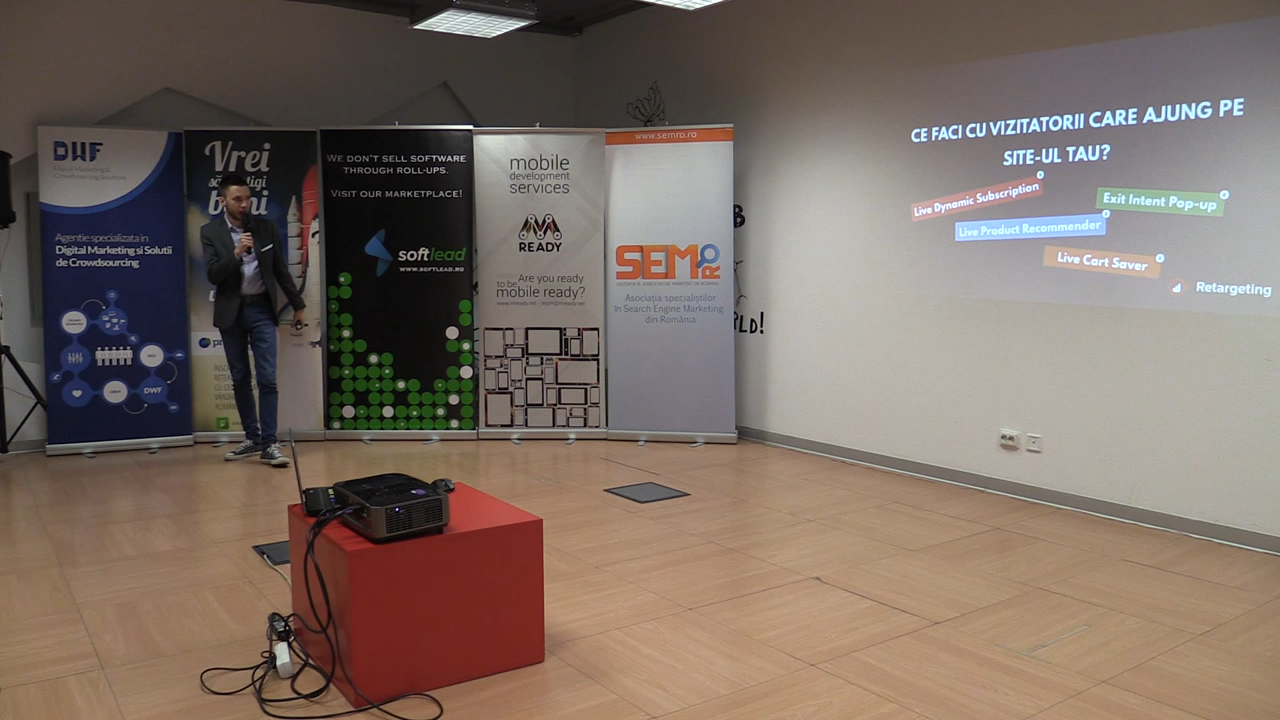 DWF
Digital Marketing &
Crowdsourcing Solutions
Agentie specializata in
Digital Marketing si Solutii
de Crowdsourcing
DWF
Vrei
WE DON'T SELL SOFTWARE
THROUGH ROLL-UPS.
VISIT OUR MARKETPLACE!
softlead
WWW.SOFTLEAD.RO
mobile
development
services
READY
Are you ready
to be mobile ready?
www.semro.ro
SEM RO
Asociația specialiștilor
în Search Engine Marketing
din România
RLD!
CE FACI CU VIZITATORII CARE AJUNG PE
SITE-UL TAU?
Live Dynamic Subscription
Exit Intent Pop-up
Live Product Recommender
Live Cart Saver
Retargeting